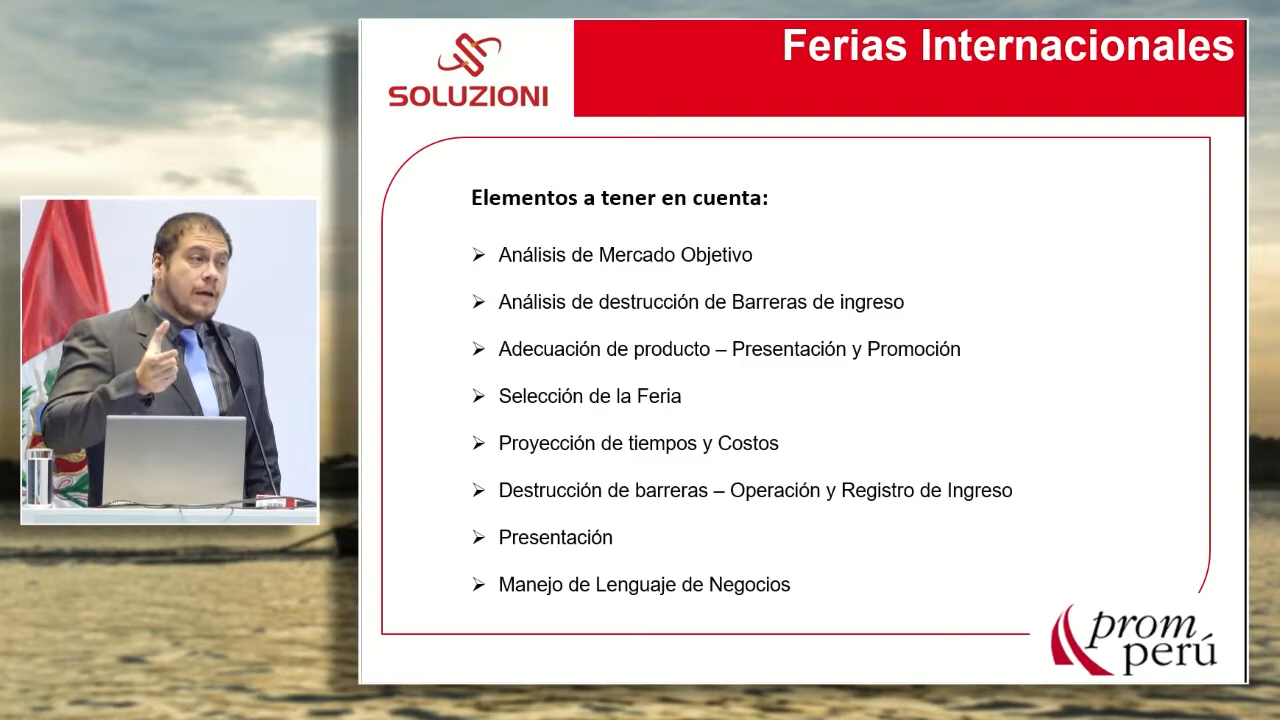 SOLUZIONI
Ferias Internacionales
Elementos a tener en cuenta:
Análisis de Mercado Objetivo
Análisis de destrucción de Barreras de ingreso
Adecuación de producto – Presentación y Promoción
Selección de la Feria
Proyección de tiempos y Costos
Destrucción de barreras – Operación y Registro de Ingreso
Presentación
Manejo de Lenguaje de Negocios
prom
perú